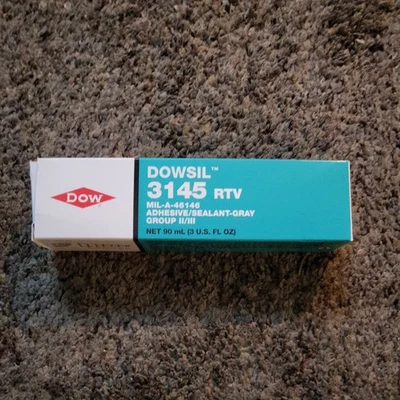 DOW
DOWSIL™
3145 RTV
MIL-A-46146
ADHESIVE/SEALANT-GRAY
GROUP II/III
NET 90 mL (3 U.S. FL OZ)